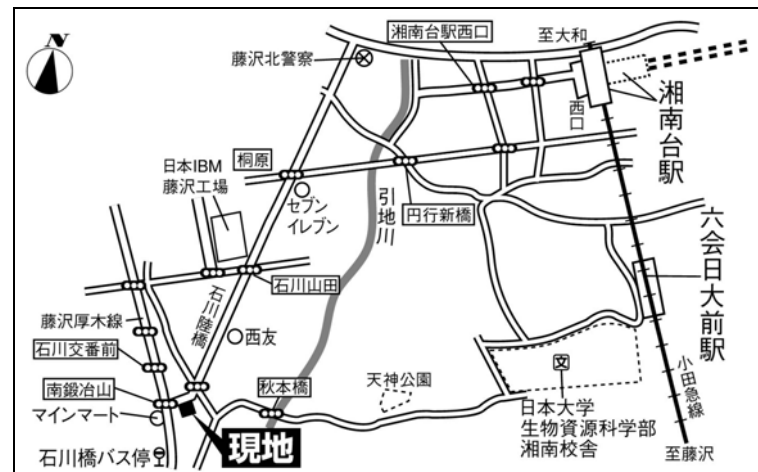 N
藤沢北警察
湘南台駅西口
至大和
湘南台駅
西口
桐原
日本IBM
藤沢工場
セブン
イレブン
引地川
円行新橋
六会日大前駅
石川山田
石川陸橋
藤沢厚木線
西友
石川交番前
南鍛冶山
マインマート
秋本橋
天神公園
文
日本大学
生物資源科学部
湘南校舎
小田急線
至藤沢
現地
石川橋バス停